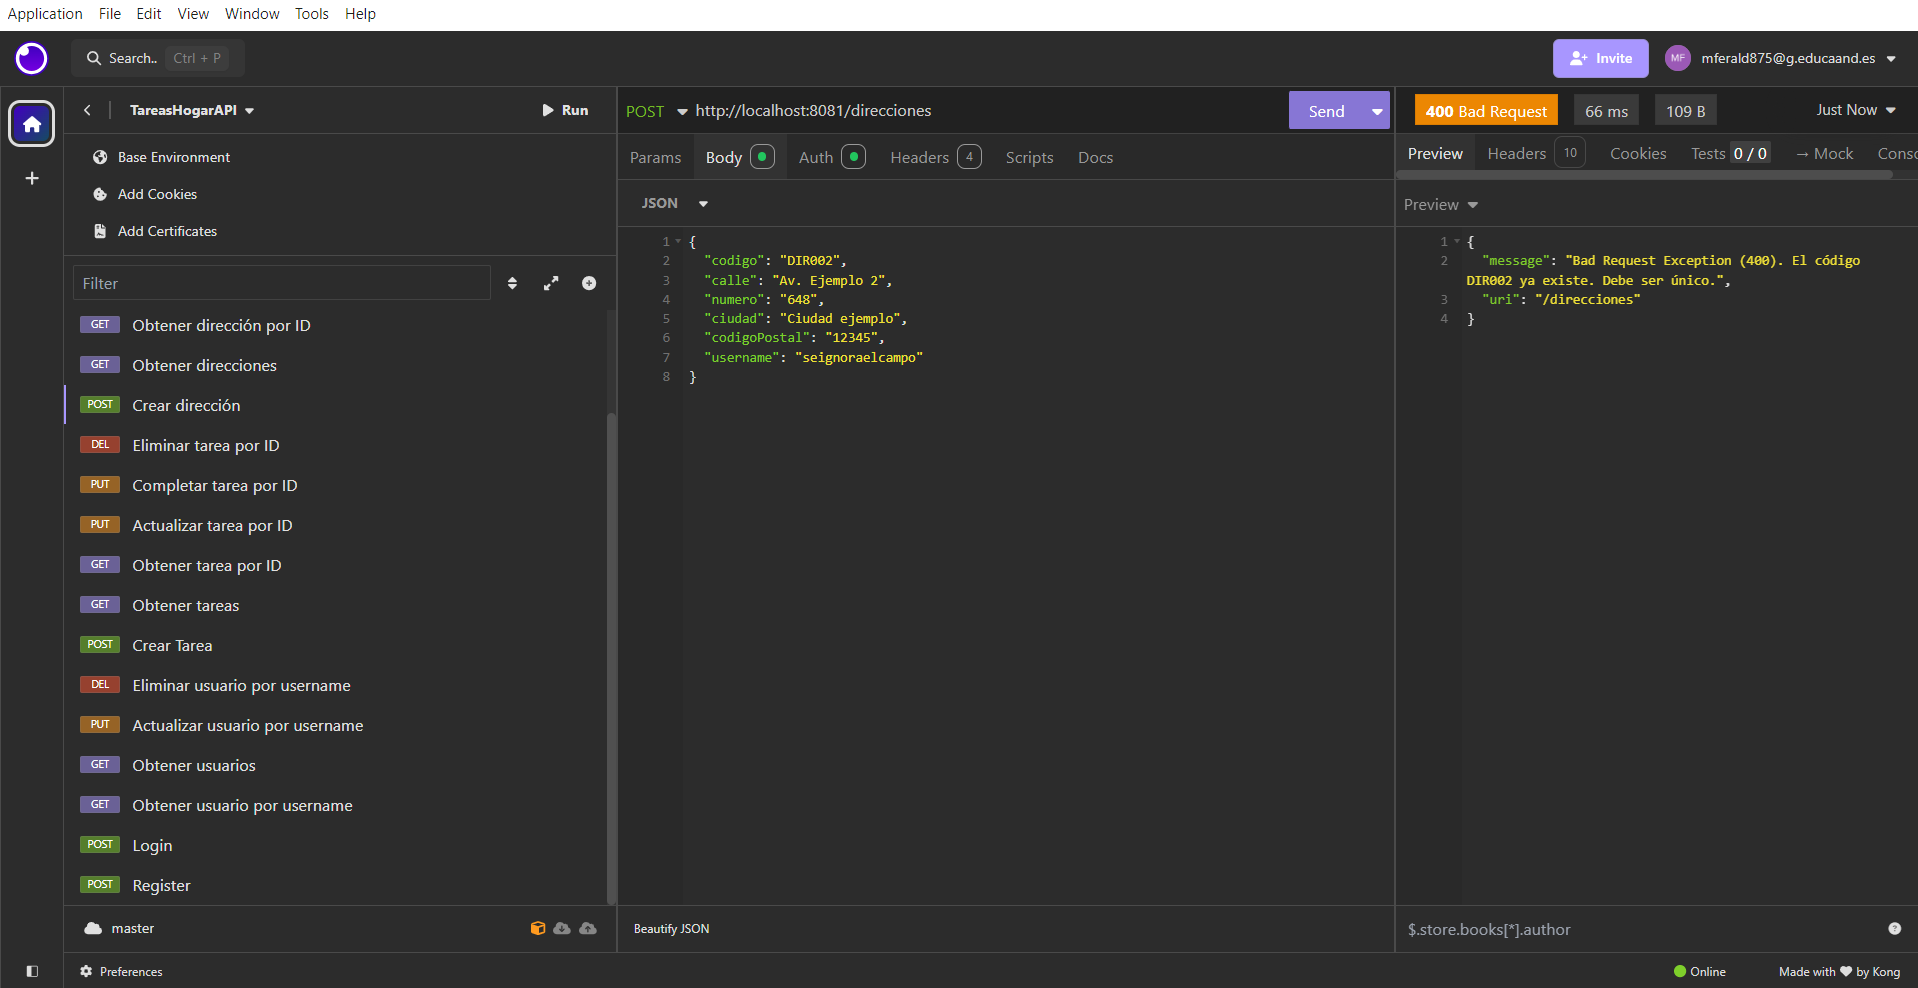 Application File Edit View Window Tools Help
Search.. Ctrl + P
Invite
MF mferald875@g.educaand.es
TareasHogarAPI
Run
Base Environment
Add Cookies
Add Certificates
Filter
GET Obtener dirección por ID
GET Obtener direcciones
POST Crear dirección
DEL Eliminar tarea por ID
PUT Completar tarea por ID
PUT Actualizar tarea por ID
GET Obtener tarea por ID
GET Obtener tareas
POST Crear Tarea
DEL Eliminar usuario por username
PUT Actualizar usuario por username
GET Obtener usuarios
GET Obtener usuario por username
POST Login
POST Register
master
Preferences
POST http://localhost:8081/direcciones
Send
Params Body Auth Headers 4 Scripts Docs
JSON
1 {
2 "codigo": "DIR002",
3 "calle": "Av. Ejemplo 2",
4 "numero": "648",
5 "ciudad": "Ciudad ejemplo",
6 "codigoPostal": "12345",
7 "username": "seignoraelcampo"
8 }
Beautify JSON
400 Bad Request 66 ms 109 B Just Now
Preview Headers 10 Cookies Tests 0 / 0 → Mock Consc
Preview
1 {
2 "message": "Bad Request Exception (400). El código
DIR002 ya existe. Debe ser único.",
3 "uri": "/direcciones"
4 }
$.store.books[*].author
Online
Made with ❤ by Kong